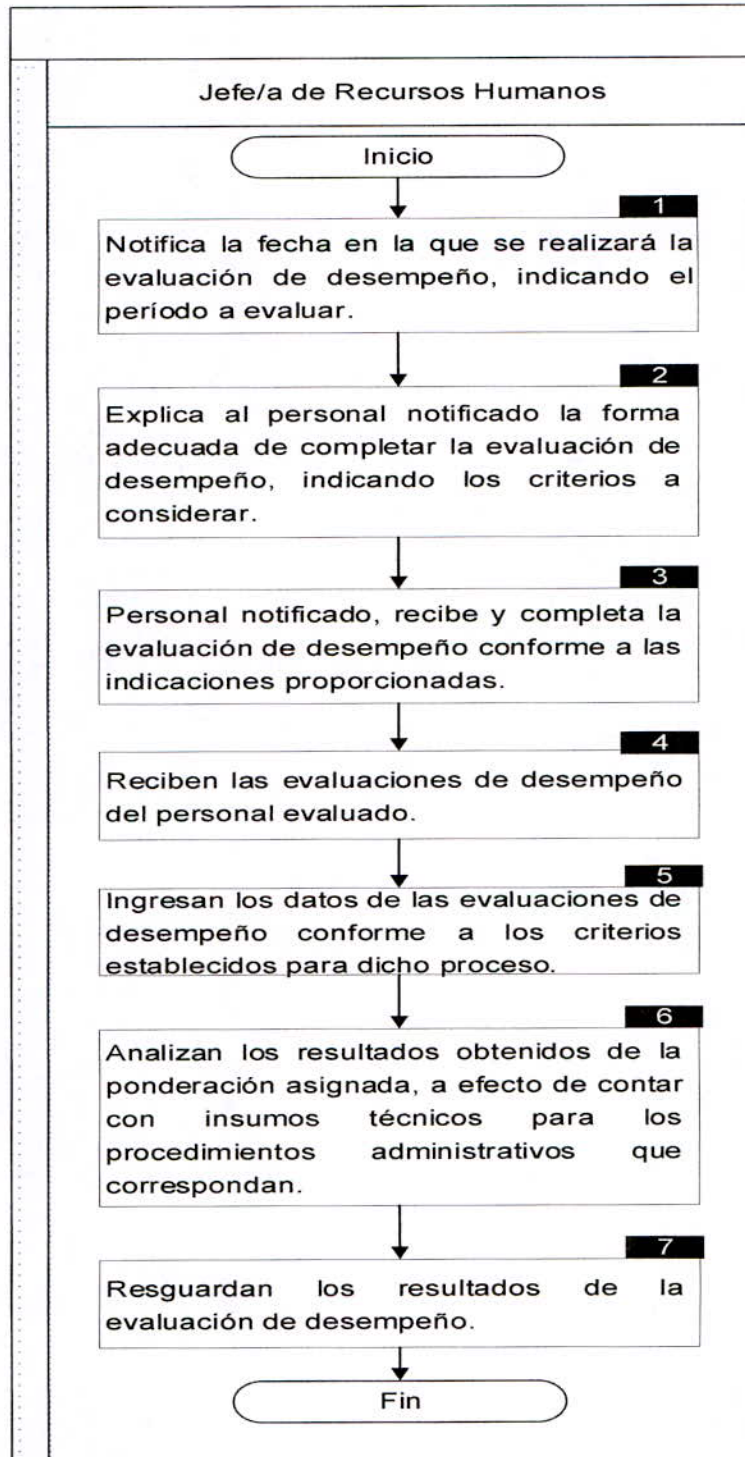 Jefe/a de Recursos Humanos
Inicio
1
Notifica la fecha en la que se realizará la
evaluación de desempeño, indicando el
período a evaluar.
2
Explica al personal notificado la forma
adecuada de completar la evaluación de
desempeño, indicando los criterios a
considerar.
3
Personal notificado, recibe y completa la
evaluación de desempeño conforme a las
indicaciones proporcionadas.
4
Reciben las evaluaciones de desempeño
del personal evaluado.
5
Ingresan los datos de las evaluaciones de
desempeño conforme a los criterios
establecidos para dicho proceso.
6
Analizan los resultados obtenidos de la
ponderación asignada, a efecto de contar
con insumos técnicos para los
procedimientos administrativos que
correspondan.
7
Resguardan los resultados de la
evaluación de desempeño.
Fin